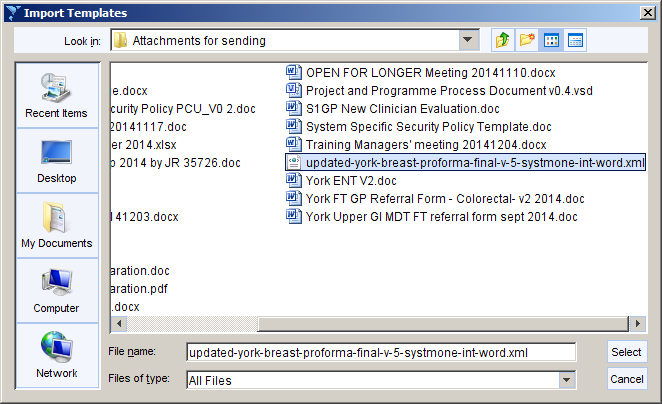 Import Templates
Look in:
Attachments for sending
Recent Items
Desktop
My Documents
Computer
Network
e.docx
curity Policy PCU_V0 2.doc
20141117.doc
er 2014.xlsx
o 2014 by JR 35726.doc
141203.docx
aration.doc
aration.pdf
.docx
OPEN FOR LONGER Meeting 20141110.docx
Project and Programme Process Document v0.4.vsd
S1GP New Clinician Evaluation.doc
System Specific Security Policy Template.doc
Training Managers' meeting 20141204.docx
updated-york-breast-proforma-final-v-5-systmone-int-word.xml
York ENT V2.doc
York FT GP Referral Form - Colorectal- v2 2014.doc
York Upper GI MDT FT referral form sept 2014.doc
File name:
updated-york-breast-proforma-final-v-5-systmone-int-word.xml
Select
Files of type:
All Files
Cancel